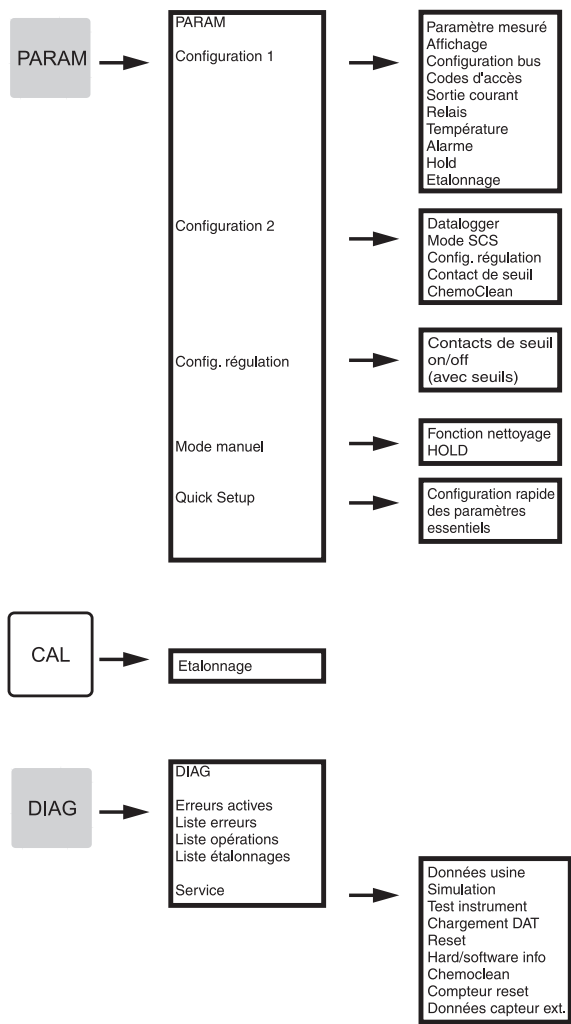 PARAM
PARAM
Configuration 1
Paramètre mesuré
Affichage
Configuration bus
Codes d'accès
Sortie courant
Relais
Température
Alarme
Hold
Etalonnage
Configuration 2
Datalogger
Mode SCS
Config. régulation
Contact de seuil
ChemoClean
Config. régulation
Contacts de seuil
on/off
(avec seuils)
Mode manuel
Fonction nettoyage
HOLD
Quick Setup
Configuration rapide
des paramètres
essentiels
CAL
Etalonnage
DIAG
DIAG
Erreurs actives
Liste erreurs
Liste opérations
Liste étalonnages
Service
Données usine
Simulation
Test instrument
Chargement DAT
Reset
Hard/software info
Chemoclean
Compteur reset
Données capteur ext.